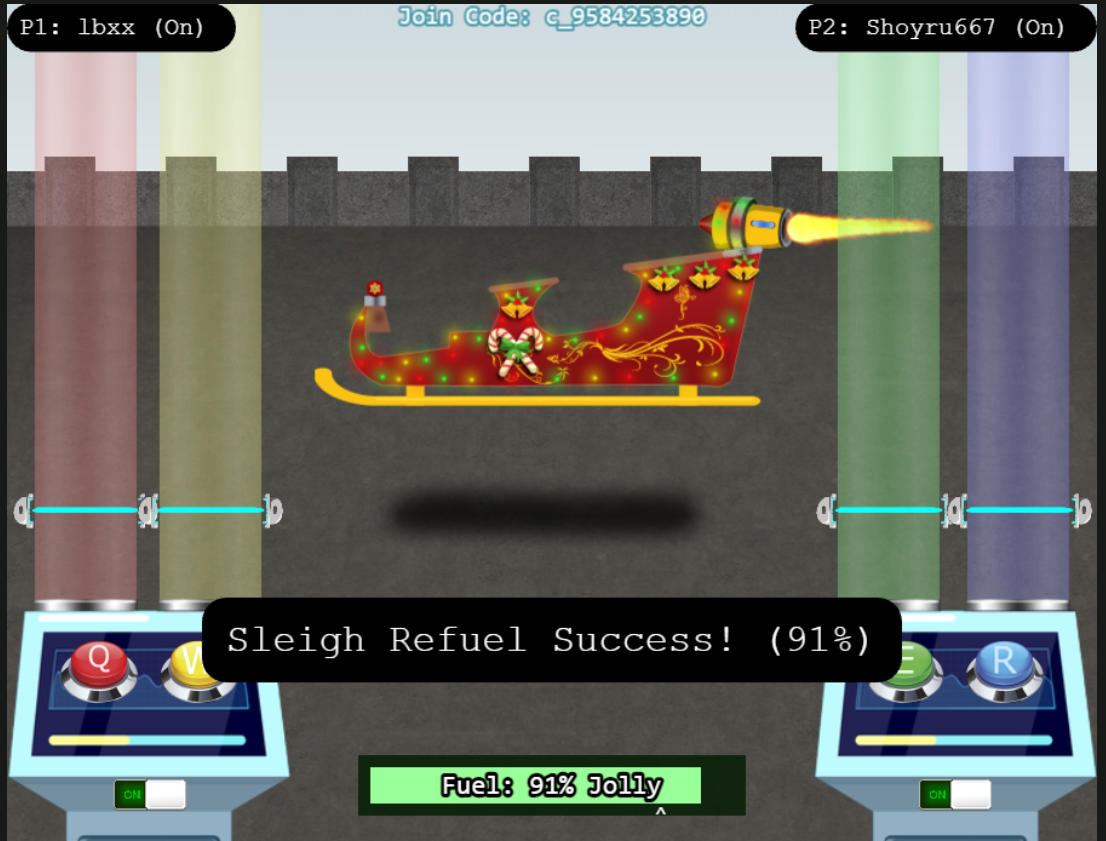 P1: lbxx (On)
Join Code: c_9584253890
P2: Shoyru667 (On)
Sleigh Refuel Success! (91%)
Q
W
E
R
Fuel: 91% Jolly
^
ON
ON